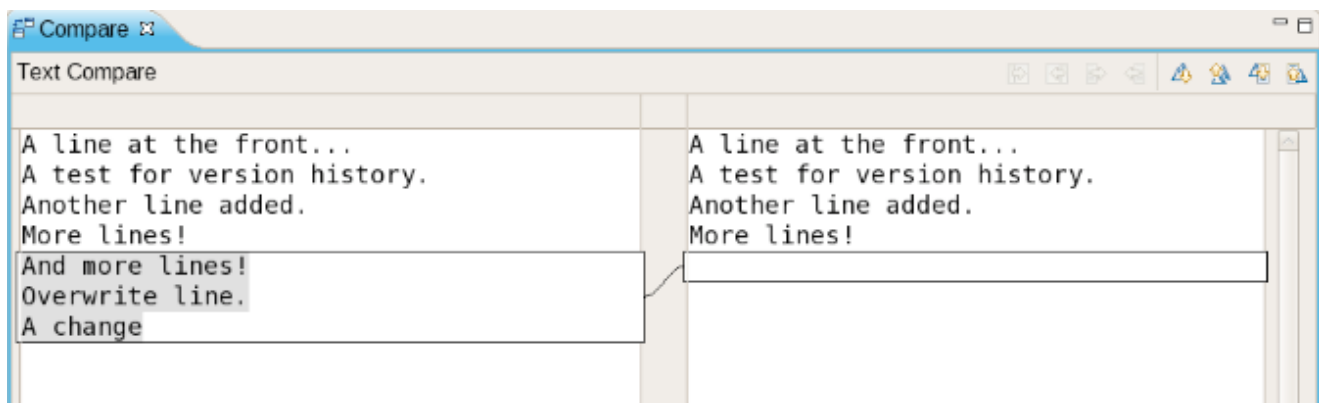 Compare
Text Compare
A line at the front...
A test for version history.
Another line added.
More lines!
And more lines!
Overwrite line.
A change
A line at the front...
A test for version history.
Another line added.
More lines!